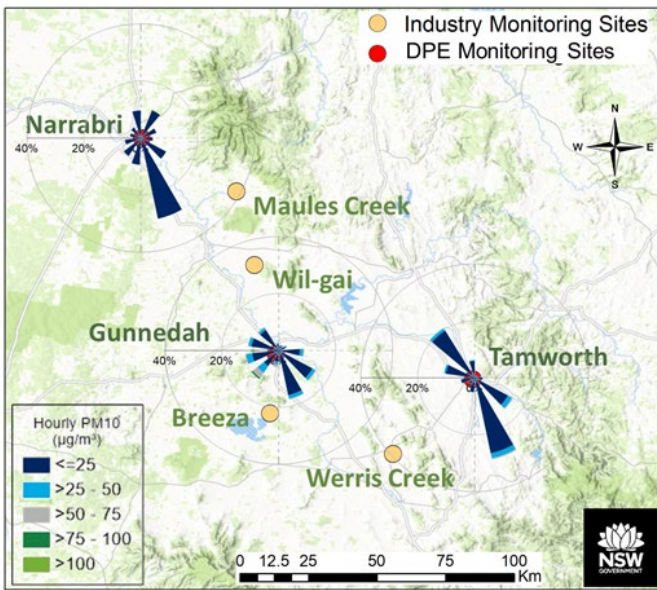 Industry Monitoring Sites
DPE Monitoring Sites
Narrabri
40% 20%
N
W E
S
Maules Creek
Wil-gai
Gunnedah
40% 20%
Tamworth
40% 20%
Breeza
Werris Creek
Hourly PM10
(µg/m³)
<=25
>25 - 50
>50 - 75
>75 - 100
>100
0 12.5 25 50 75 100
Km
NSW
GOVERNMENT